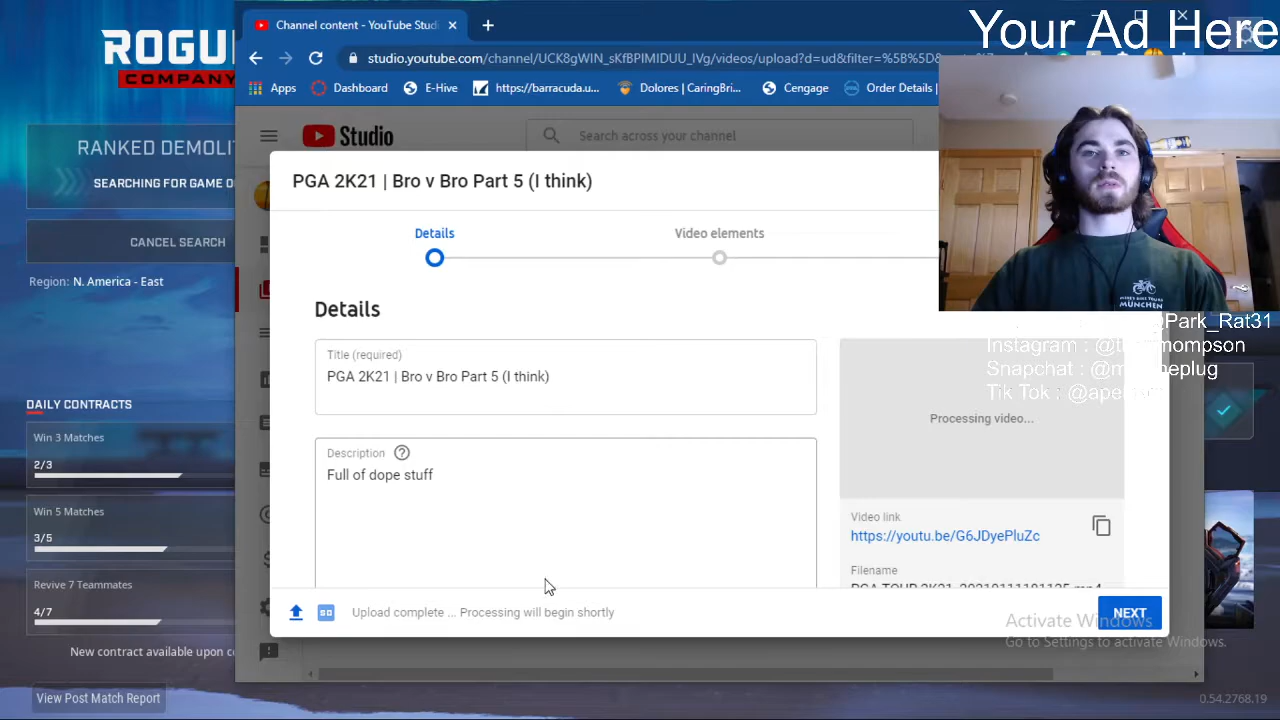 Your Ad Here
ROGU
COMPANY
Channel content - YouTube Studi
studio.youtube.com/channel/UCK8gWIN_sKfBPIMIDUU_IVg/videos/upload?d=ud&filter=%5B%5D&
Apps
Dashboard
E-Hive
https://barracuda.u...
Dolores | CaringBri...
Cengage
Order Details |
Studio
Search across your channel
RANKED DEMOLI
SEARCHING FOR GAME O
CANCEL SEARCH
Region: N. America - East
PGA 2K21 | Bro v Bro Part 5 (I think)
Details
Video elements
Details
Title (required)
PGA 2K21 | Bro v Bro Part 5 (I think)
Description
Full of dope stuff
MÜNCHEN
Park_Rat31
Instagram :
Snapchat :
Tik Tok :
Processing video...
Video link
https://youtu.be/G6JDyePluZc
Filename
DAILY CONTRACTS
Win 3 Matches
2/3
Win 5 Matches
3/5
Revive 7 Teammates
4/7
New contract available upon c
View Post Match Report
SD
Upload complete ... Processing will begin shortly
NEXT
Activate Windows
Go to Settings to activate Windows.
0.54.2768.19